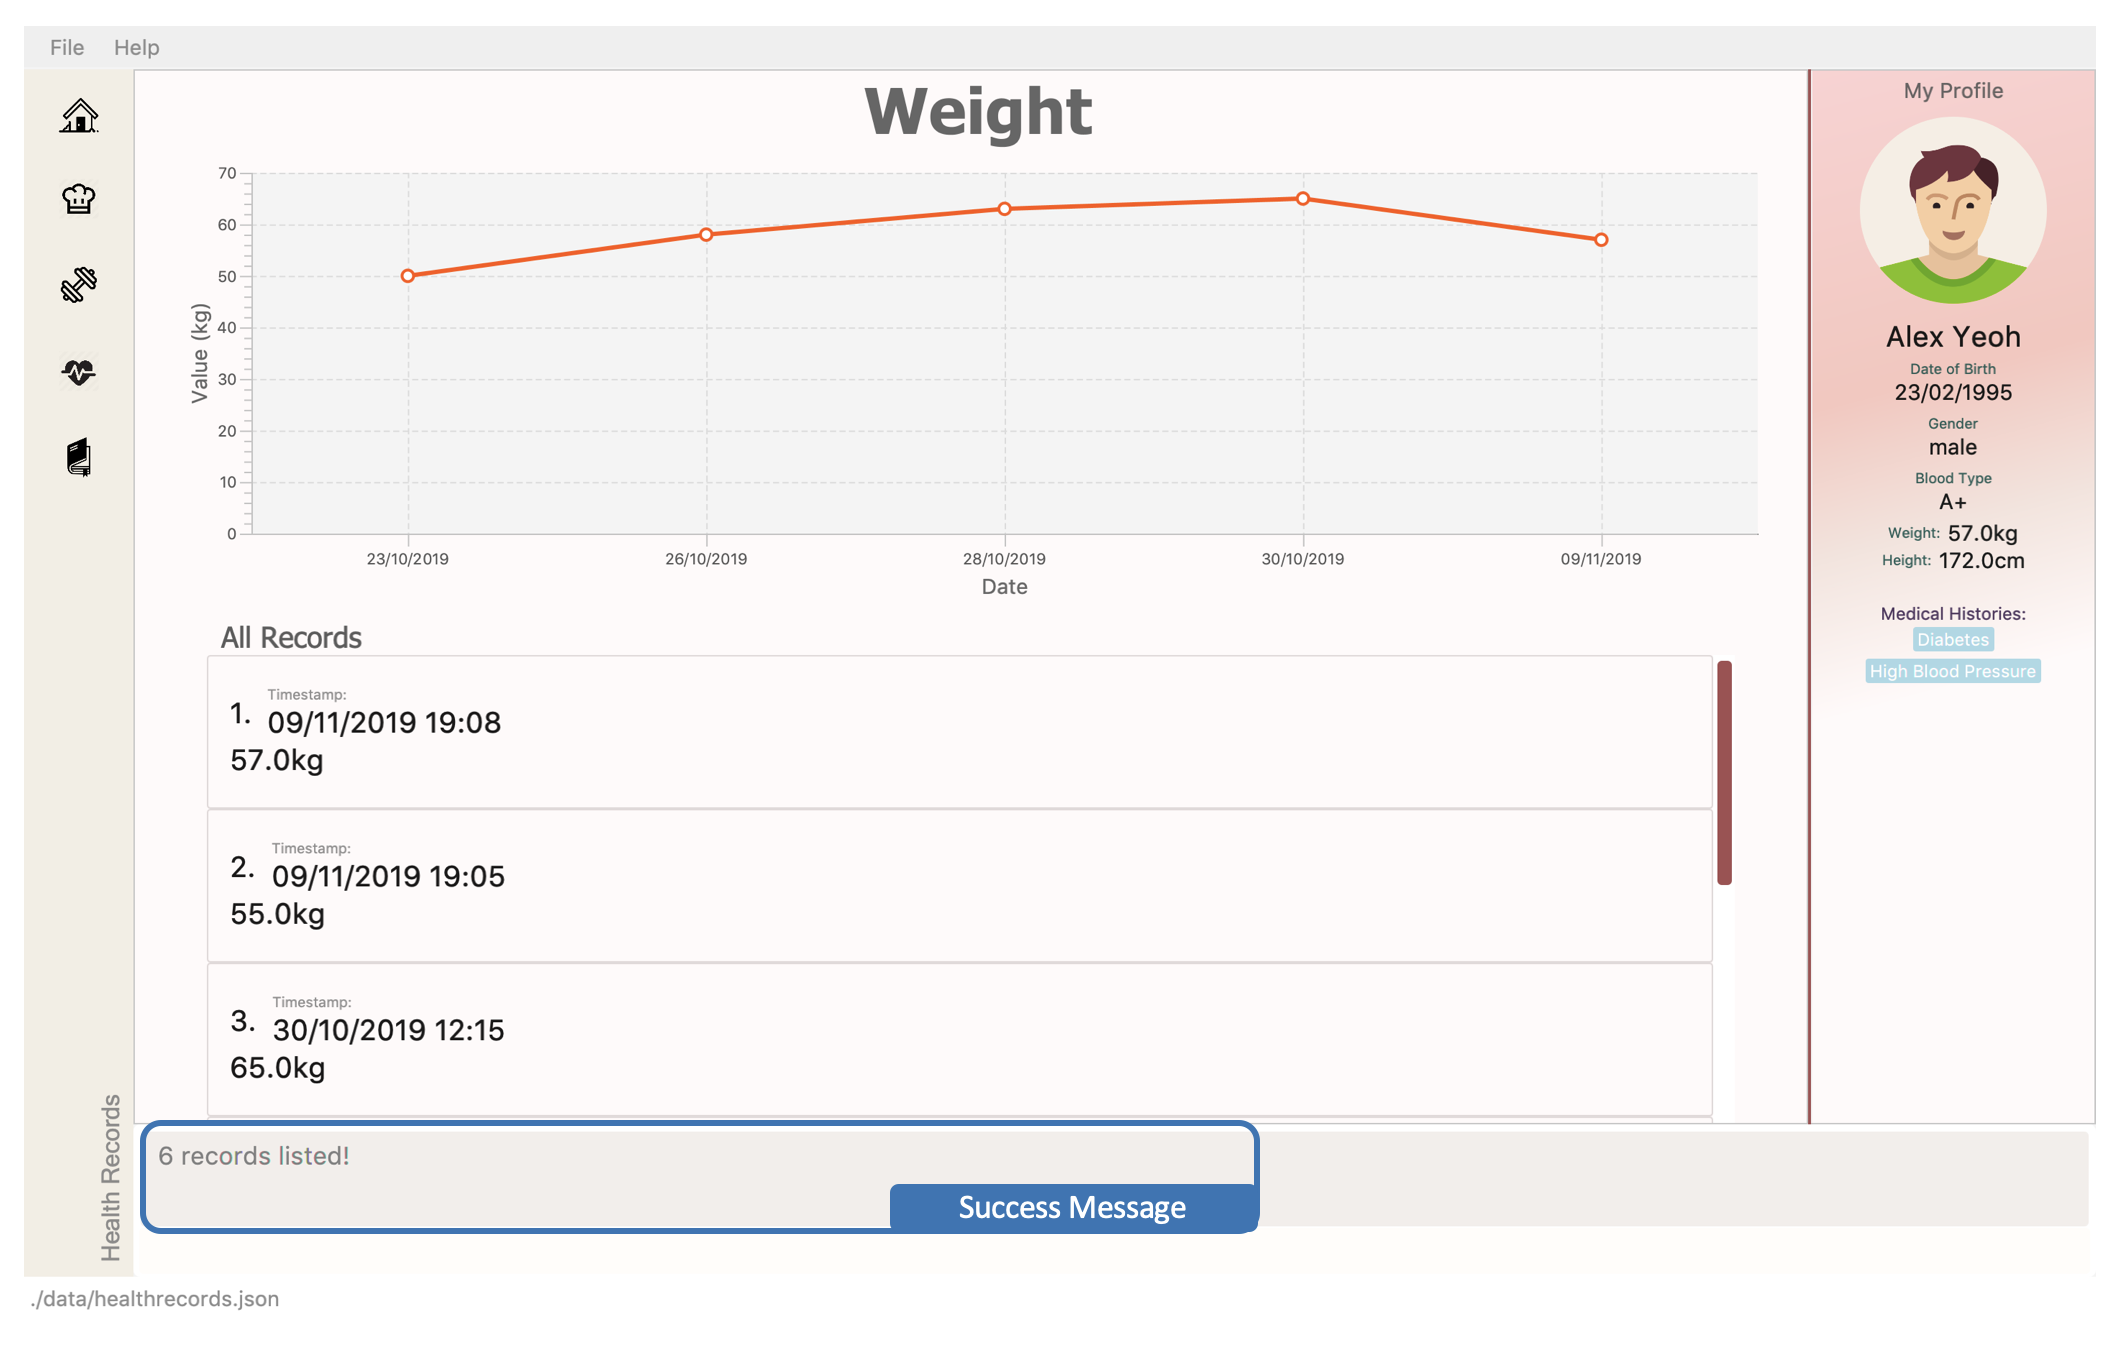 File Help
Weight
70
60
50
40
30
20
10
0
Value (kg)
23/10/2019 26/10/2019 28/10/2019 30/10/2019 09/11/2019
Date
All Records
Timestamp:
1. 09/11/2019 19:08
57.0kg
Timestamp:
2. 09/11/2019 19:05
55.0kg
Timestamp:
3. 30/10/2019 12:15
65.0kg
My Profile
Alex Yeoh
Date of Birth
23/02/1995
Gender
male
Blood Type
A+
Weight: 57.0kg
Height: 172.0cm
Medical Histories:
Diabetes
High Blood Pressure
Health Records
6 records listed!
Success Message
./data/healthrecords.json